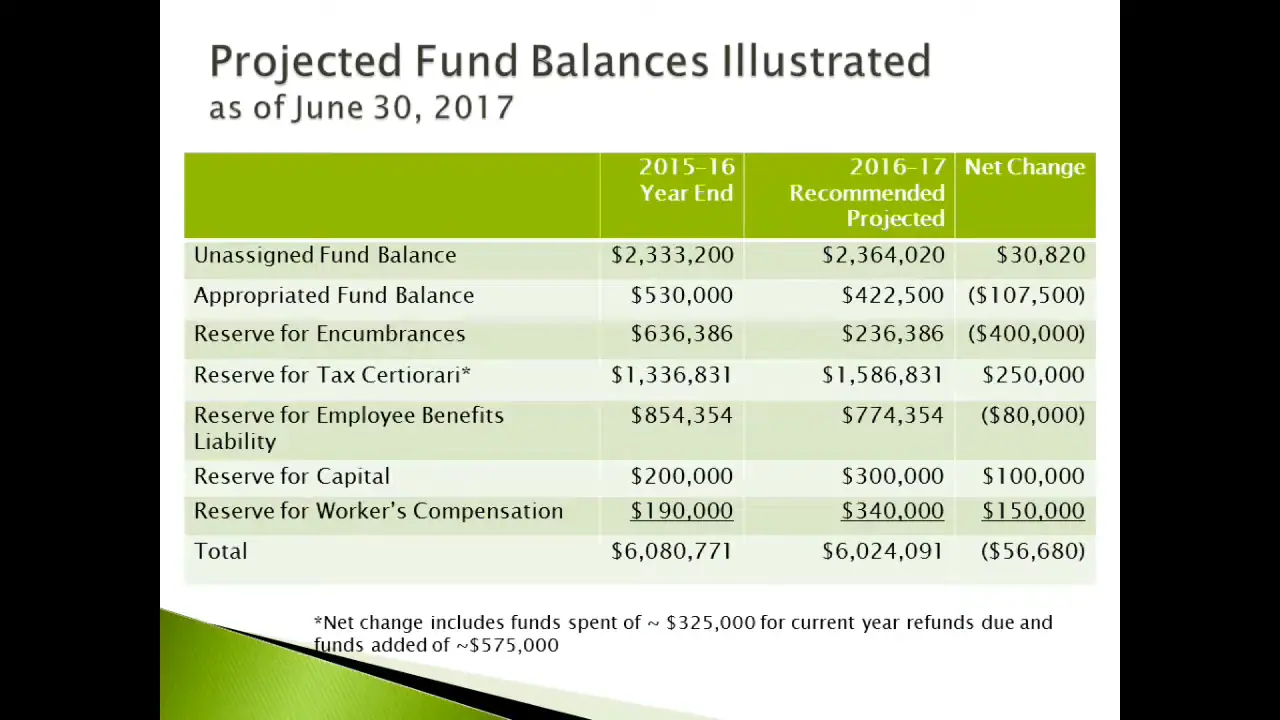 Projected Fund Balances Illustrated
as of June 30, 2017
2015-16 Year End 2016-17 Recommended Projected Net Change
Unassigned Fund Balance $2,333,200 $2,364,020 $30,820
Appropriated Fund Balance $530,000 $422,500 ($107,500)
Reserve for Encumbrances $636,386 $236,386 ($400,000)
Reserve for Tax Certiorari* $1,336,831 $1,586,831 $250,000
Reserve for Employee Benefits Liability $854,354 $774,354 ($80,000)
Reserve for Capital $200,000 $300,000 $100,000
Reserve for Worker's Compensation $190,000 $340,000 $150,000
Total $6,080,771 $6,024,091 ($56,680)
*Net change includes funds spent of ~ $325,000 for current year refunds due and
funds added of ~$575,000